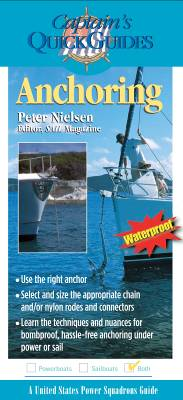 Captain's
QUICKGUIDES
Anchoring
Peter Nielsen
Editor, SAIL Magazine
Waterproof
• Use the right anchor
• Select and size the appropriate chain
and/or nylon rodes and connectors
• Learn the techniques and nuances for
bombproof, hassle-free anchoring under
power or sail
Powerboats Sailboats Both
A United States Power Squadrons Guide